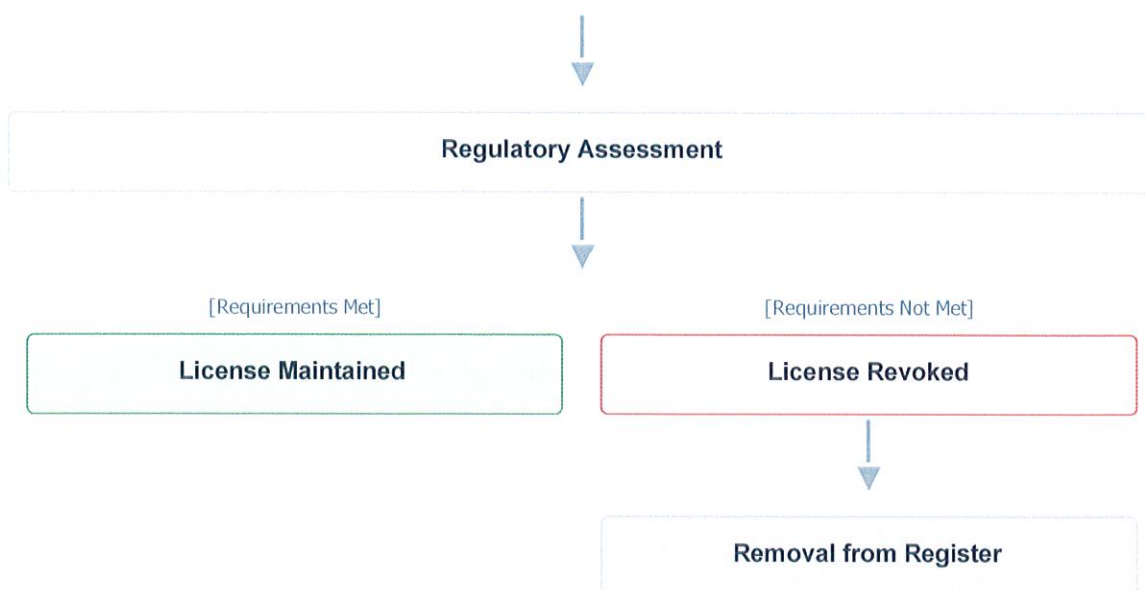 Regulatory Assessment
[Requirements Met]
[Requirements Not Met]
License Maintained
License Revoked
Removal from Register